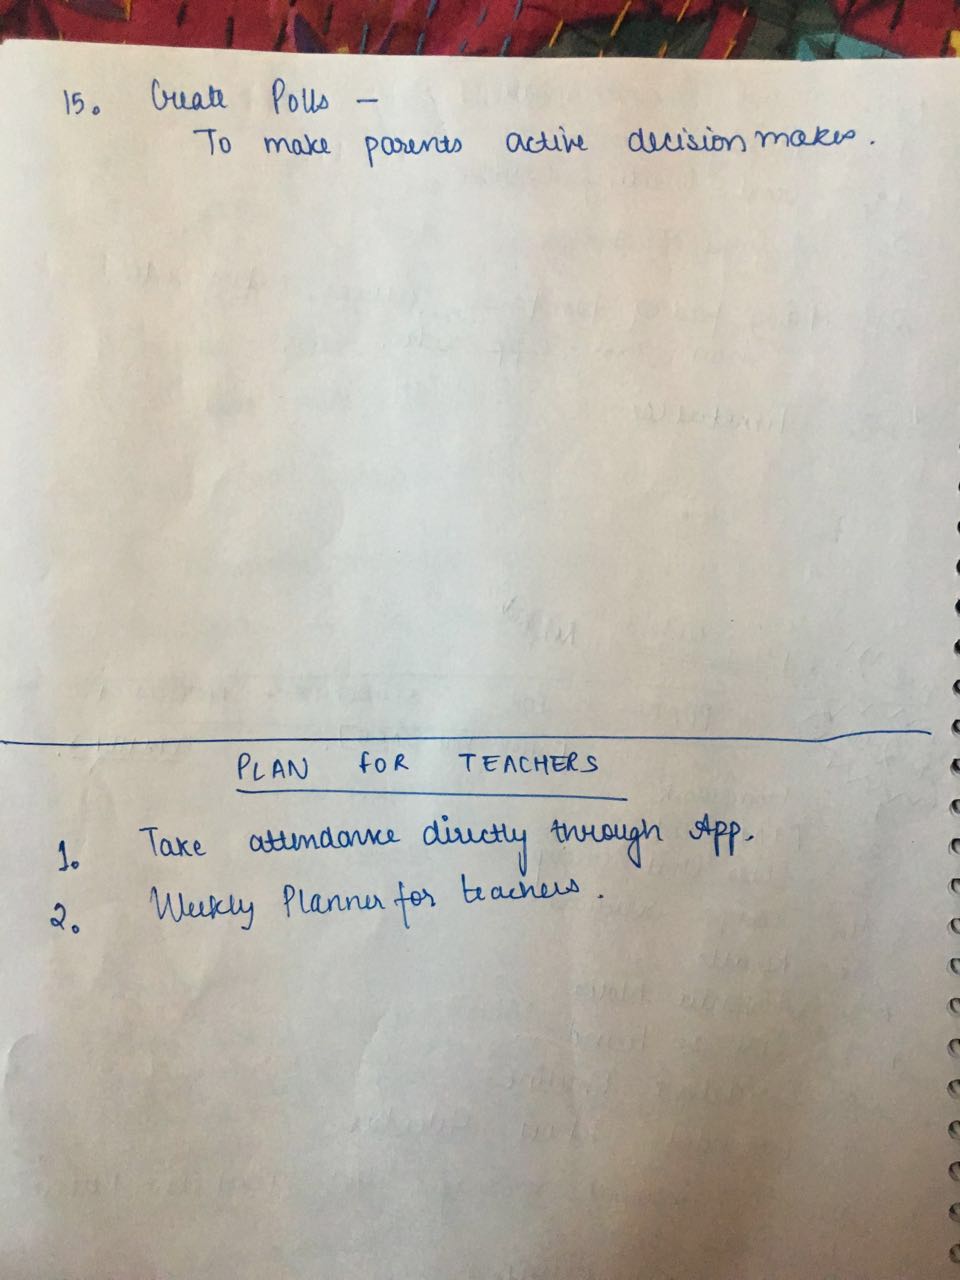 15. Create Polls -
To make parents active decision maker.
PLAN FOR TEACHERS
1. Take attendance directly through App.
2. Weekly Planner for teachers.